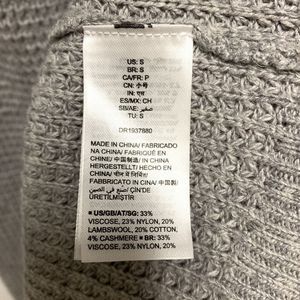 US: S
BR: S
CA/FR: P
CN: 小号
IN: एस
ES/MX: CH
SB/AE: صغير
TU: S
DR1937880
MADE IN CHINA/ FABRICADO
NA CHINA/ FABRIQUÉ EN
CHINE/ 中国制造/ IN CHINA
HERGESTELLT/ HECHO EN
CHINA/ चीन में निर्मित/
FABBRICATO IN CINA/ 中国製
/ صنع في الصين/ ÇİN'DE
ÜRETİLMİŞTİR
US/GB/AT/SG: 33%
VISCOSE, 23% NYLON, 20%
LAMBSWOOL, 20% COTTON,
4% CASHMERE ■ BR: 33%
VISCOSE, 23% NYLON, 20%